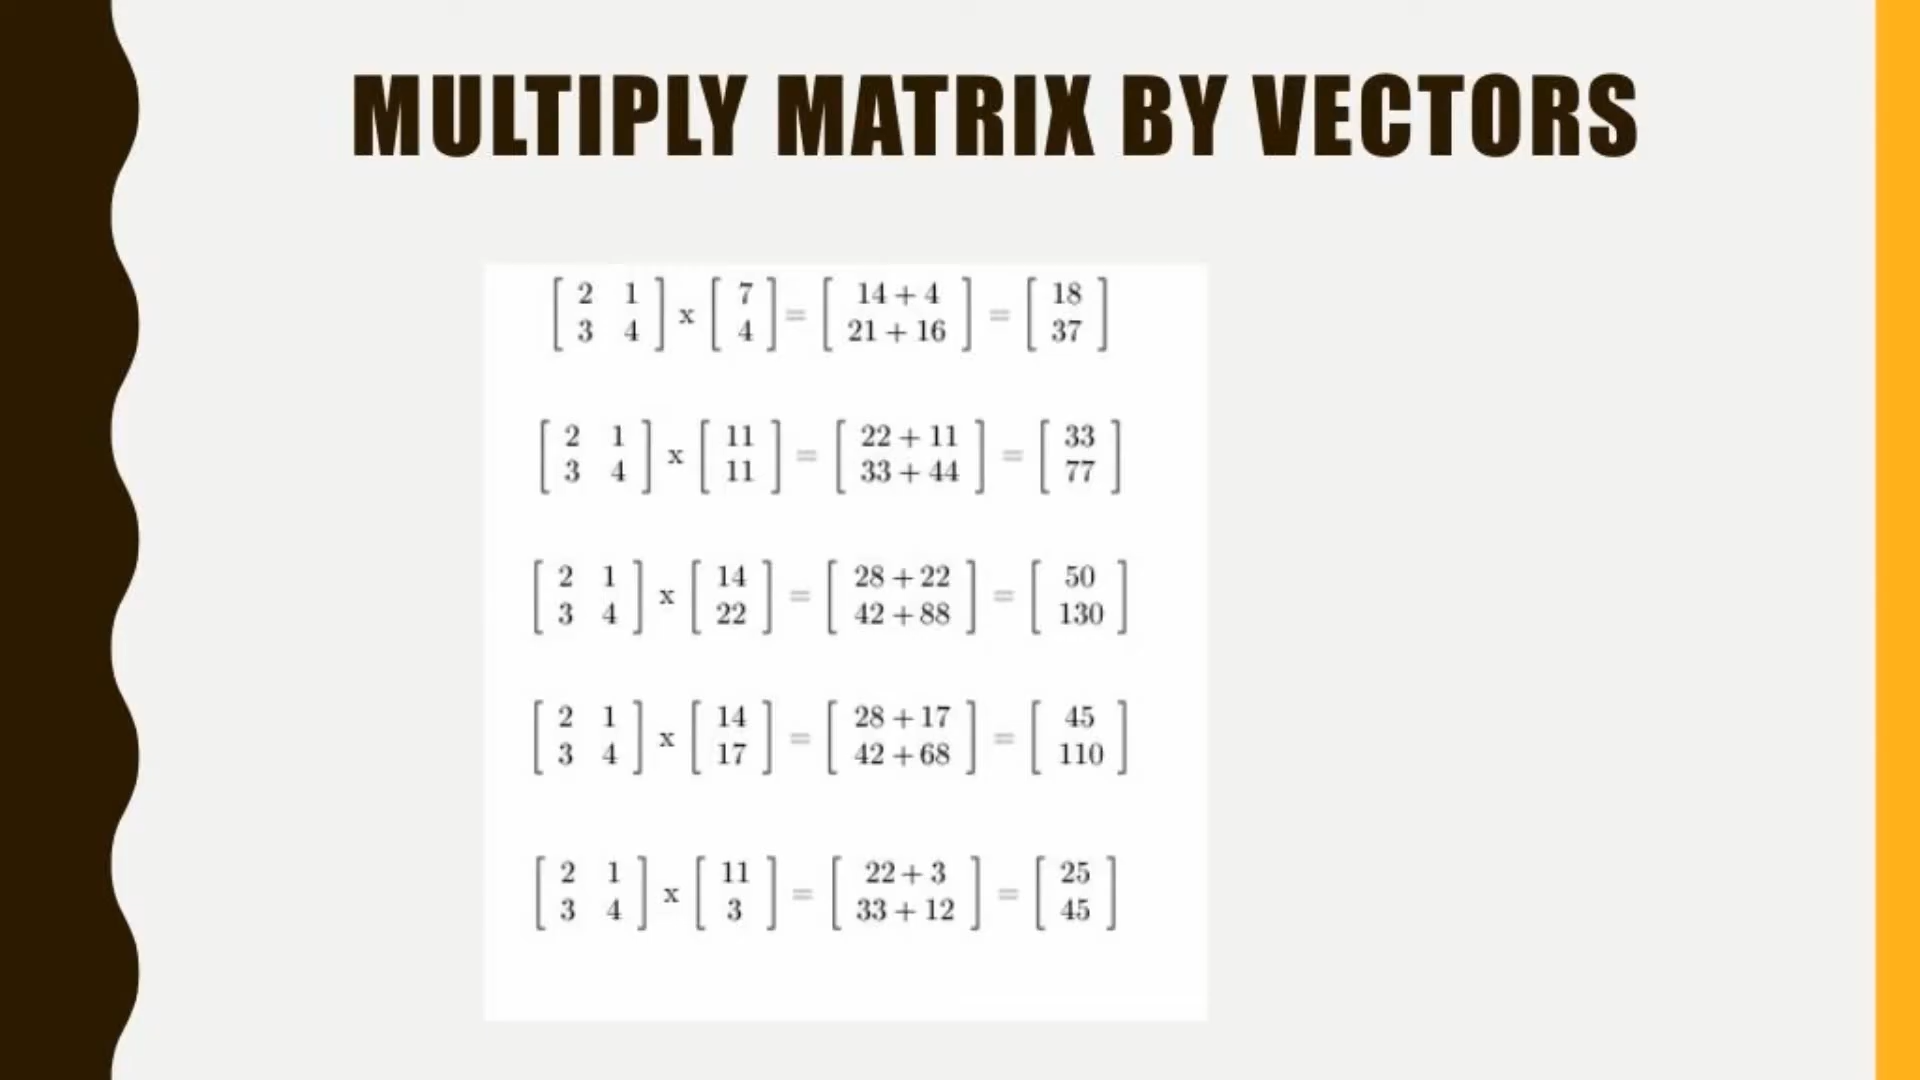 MULTIPLY MATRIX BY VECTORS
[ 2 1 ] x [ 7 ] = [ 14 + 4 ] = [ 18 ]
[ 3 4 ] [ 4 ] [ 21 + 16 ] [ 37 ]
[ 2 1 ] x [ 11 ] = [ 22 + 11 ] = [ 33 ]
[ 3 4 ] [ 11 ] [ 33 + 44 ] [ 77 ]
[ 2 1 ] x [ 14 ] = [ 28 + 22 ] = [ 50 ]
[ 3 4 ] [ 22 ] [ 42 + 88 ] [ 130 ]
[ 2 1 ] x [ 14 ] = [ 28 + 17 ] = [ 45 ]
[ 3 4 ] [ 17 ] [ 42 + 68 ] [ 110 ]
[ 2 1 ] x [ 11 ] = [ 22 + 3 ] = [ 25 ]
[ 3 4 ] [ 3 ] [ 33 + 12 ] [ 45 ]